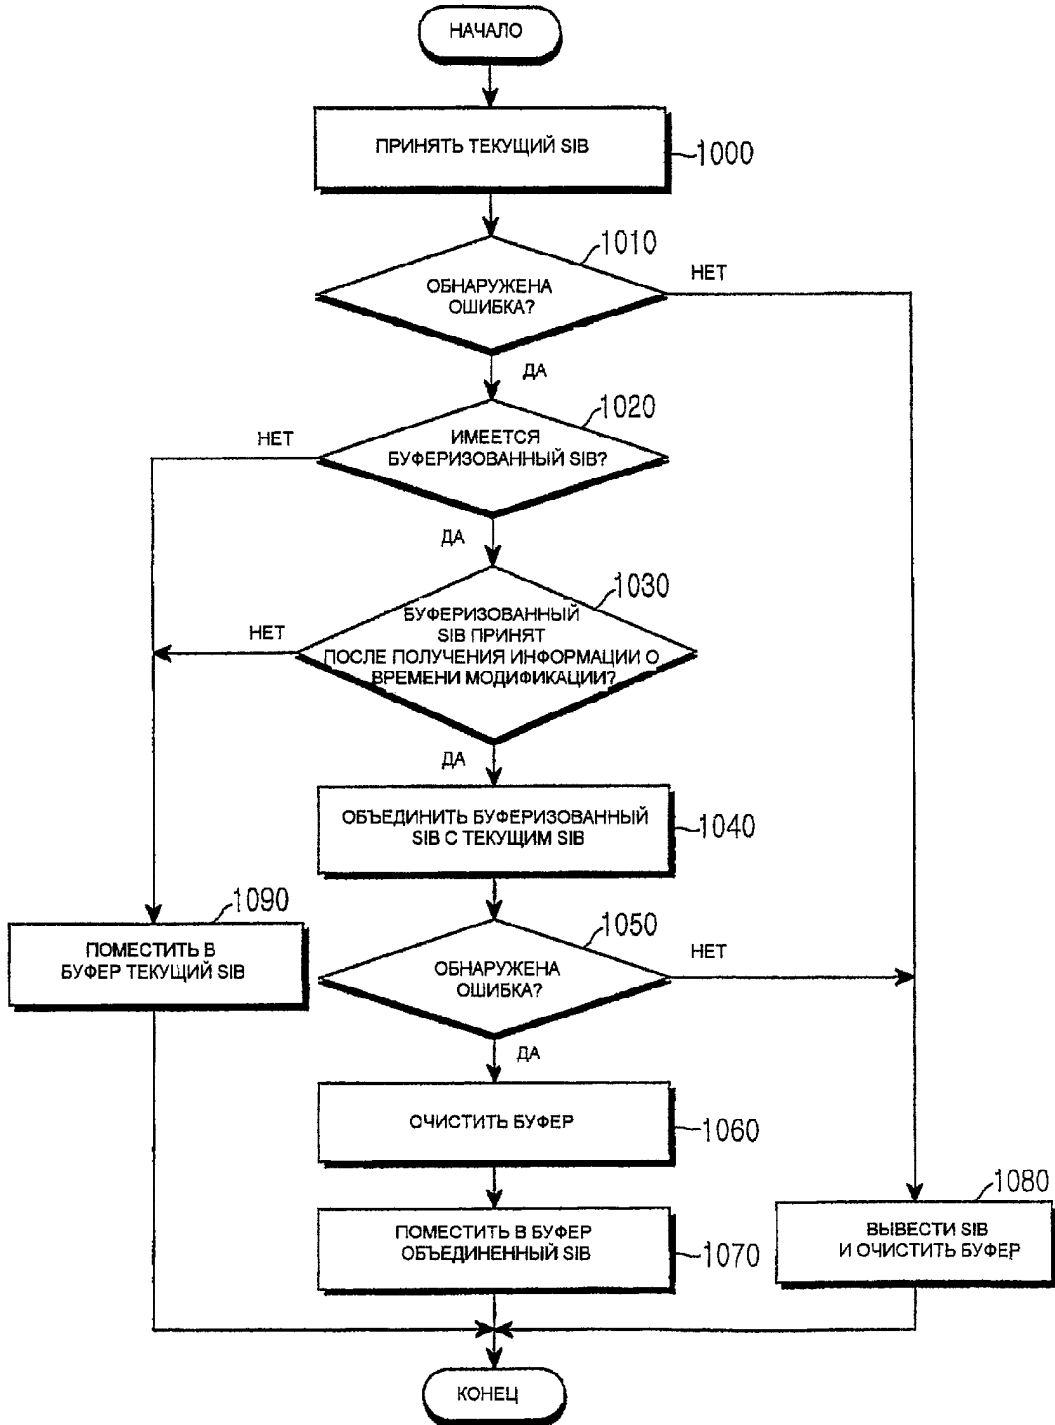 НАЧАЛО
ПРИНЯТЬ ТЕКУЩИЙ SIB
1000
1010
ОБНАРУЖЕНА
ОШИБКА?
НЕТ
ДА
1020
ИМЕЕТСЯ
БУФЕРИЗОВАННЫЙ SIB?
НЕТ
ДА
1030
БУФЕРИЗОВАННЫЙ
SIB ПРИНЯТ
ПОСЛЕ ПОЛУЧЕНИЯ ИНФОРМАЦИИ О
ВРЕМЕНИ МОДИФИКАЦИИ?
НЕТ
ДА
ОБЪЕДИНИТЬ БУФЕРИЗОВАННЫЙ
SIB С ТЕКУЩИМ SIB
1040
1090
ПОМЕСТИТЬ В
БУФЕР ТЕКУЩИЙ SIB
1050
ОБНАРУЖЕНА
ОШИБКА?
НЕТ
ДА
ОЧИСТИТЬ БУФЕР
1060
ПОМЕСТИТЬ В БУФЕР
ОБЪЕДИНЕННЫЙ SIB
1070
1080
ВЫВЕСТИ SIB
И ОЧИСТИТЬ БУФЕР
КОНЕЦ